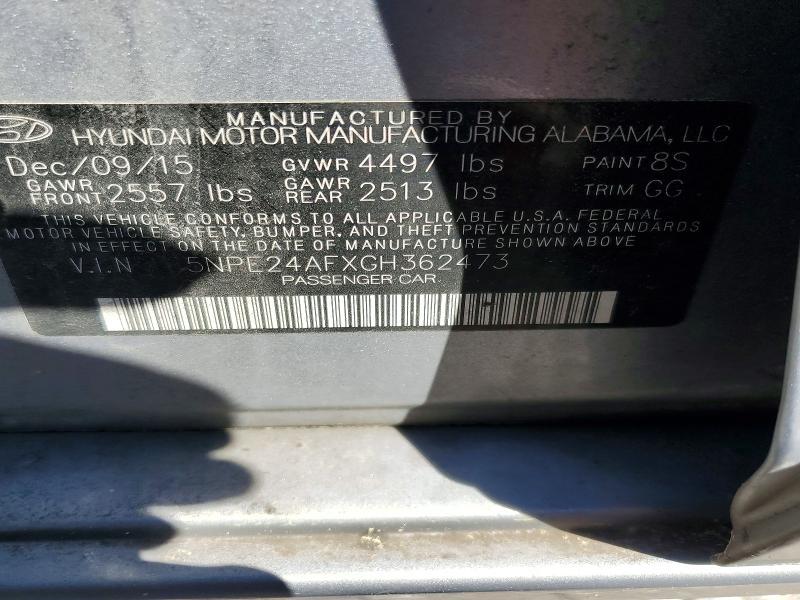 MANUFACTURED BY
HYUNDAI MOTOR MANUFACTURING ALABAMA, LLC
Dec/09/15 GVWR 4497 lbs PAINT 8S
GAWR FRONT 2557 lbs GAWR REAR 2513 lbs TRIM GG
THIS VEHICLE CONFORMS TO ALL APPLICABLE U.S.A. FEDERAL
MOTOR VEHICLE SAFETY, BUMPER, AND THEFT PREVENTION STANDARDS
IN EFFECT ON THE DATE OF MANUFACTURE SHOWN ABOVE
V.I.N 5NPE24AFXGH362473
PASSENGER CAR